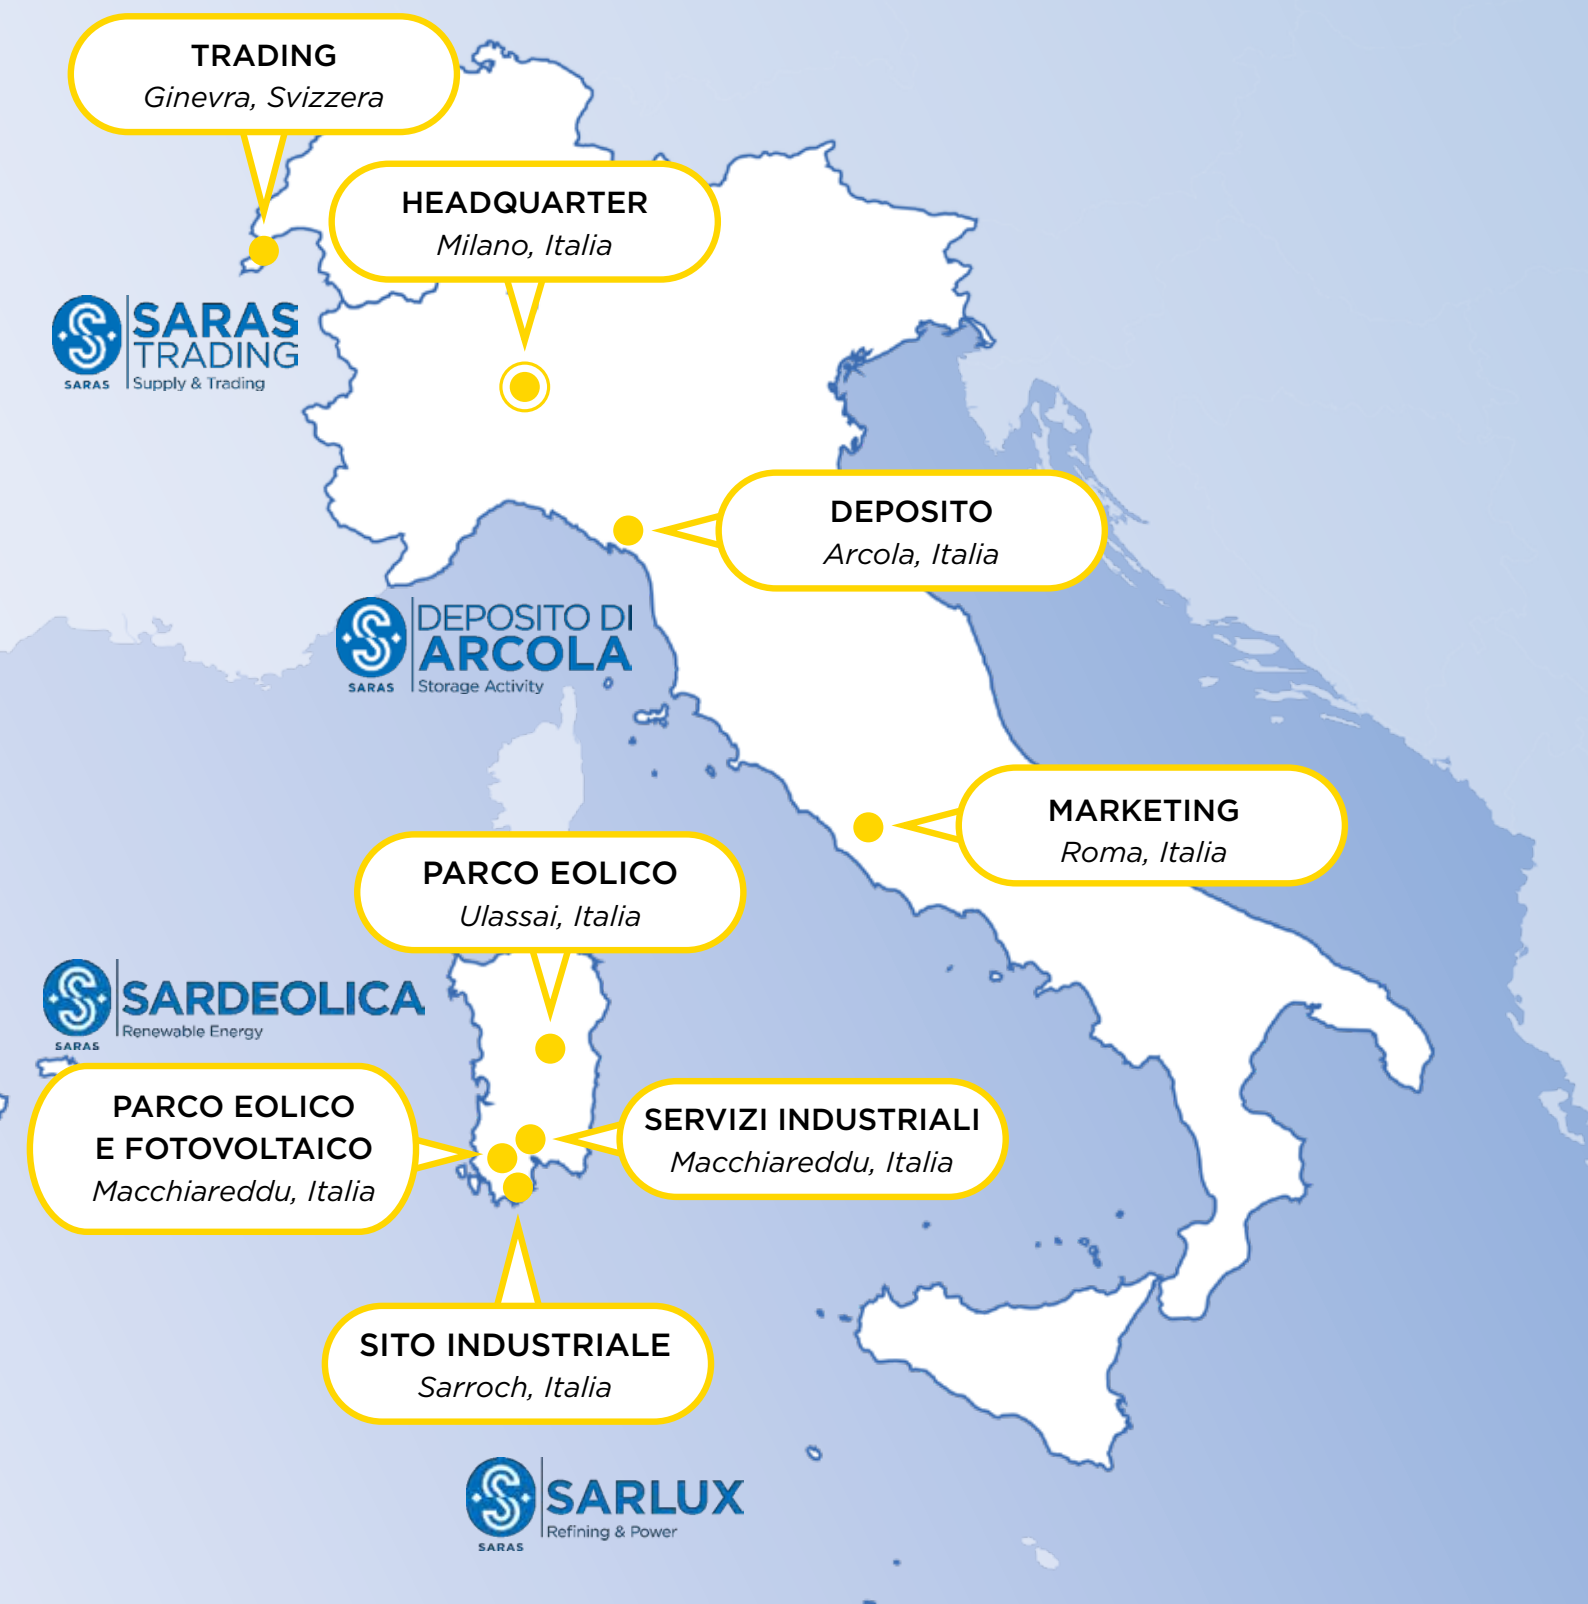 TRADING
Ginevra, Svizzera
HEADQUARTER
Milano, Italia
SARAS
SARAS
TRADING
Supply & Trading
DEPOSITO
Arcola, Italia
SARAS
DEPOSITO DI
ARCOLA
Storage Activity
MARKETING
Roma, Italia
PARCO EOLICO
Ulassai, Italia
SARAS
SARDEOLICA
Renewable Energy
PARCO EOLICO
E FOTOVOLTAICO
Macchiareddu, Italia
SERVIZI INDUSTRIALI
Macchiareddu, Italia
SITO INDUSTRIALE
Sarroch, Italia
SARAS
SARLUX
Refining & Power